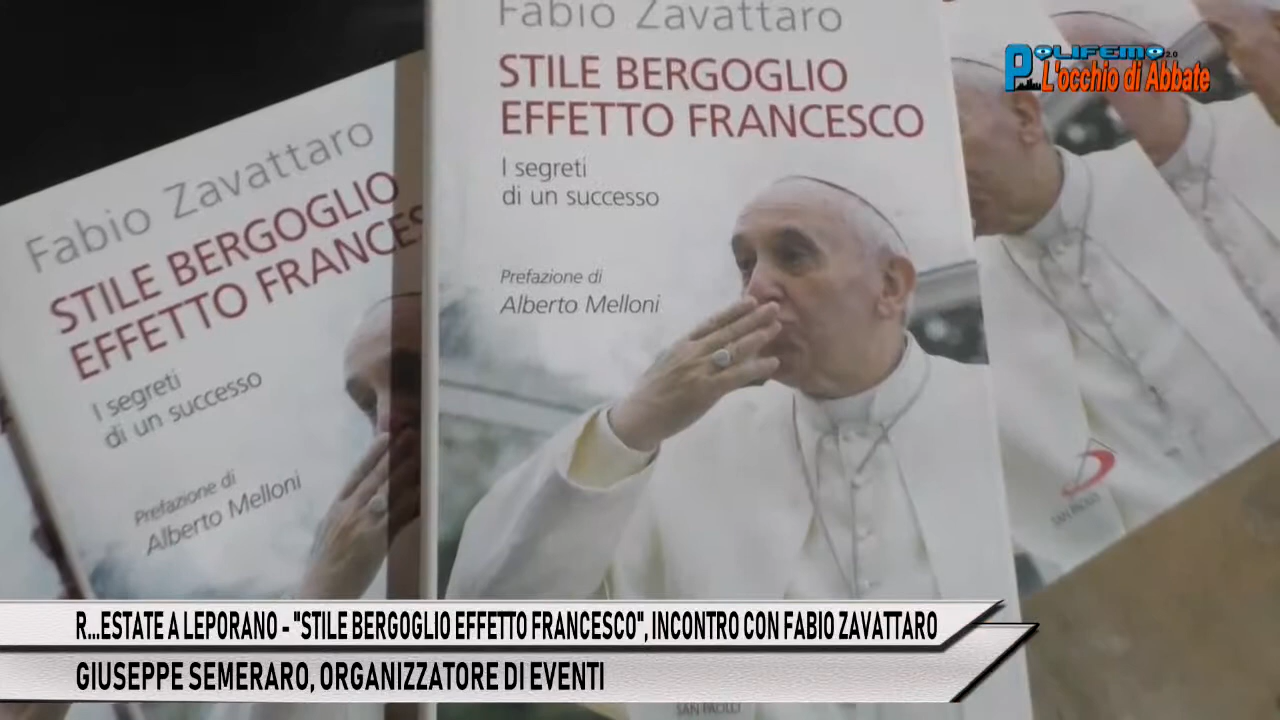 Fabio Zavattaro
STILE BERGOGLIO
EFFETTO FRANCESCO
I segreti
di un successo
Prefazione di
Alberto Melloni
Fabio Zavattaro
STILE BERGOGLIO
EFFETTO FRANCES
I segreti
di un successo
Prefazione di
Alberto Melloni
POLIFEMO 2.0
L'occhio di Abbate
SAN PAOLO
R...ESTATE A LEPORANO - "STILE BERGOGLIO EFFETTO FRANCESCO", INCONTRO CON FABIO ZAVATTARO
GIUSEPPE SEMERARO, ORGANIZZATORE DI EVENTI